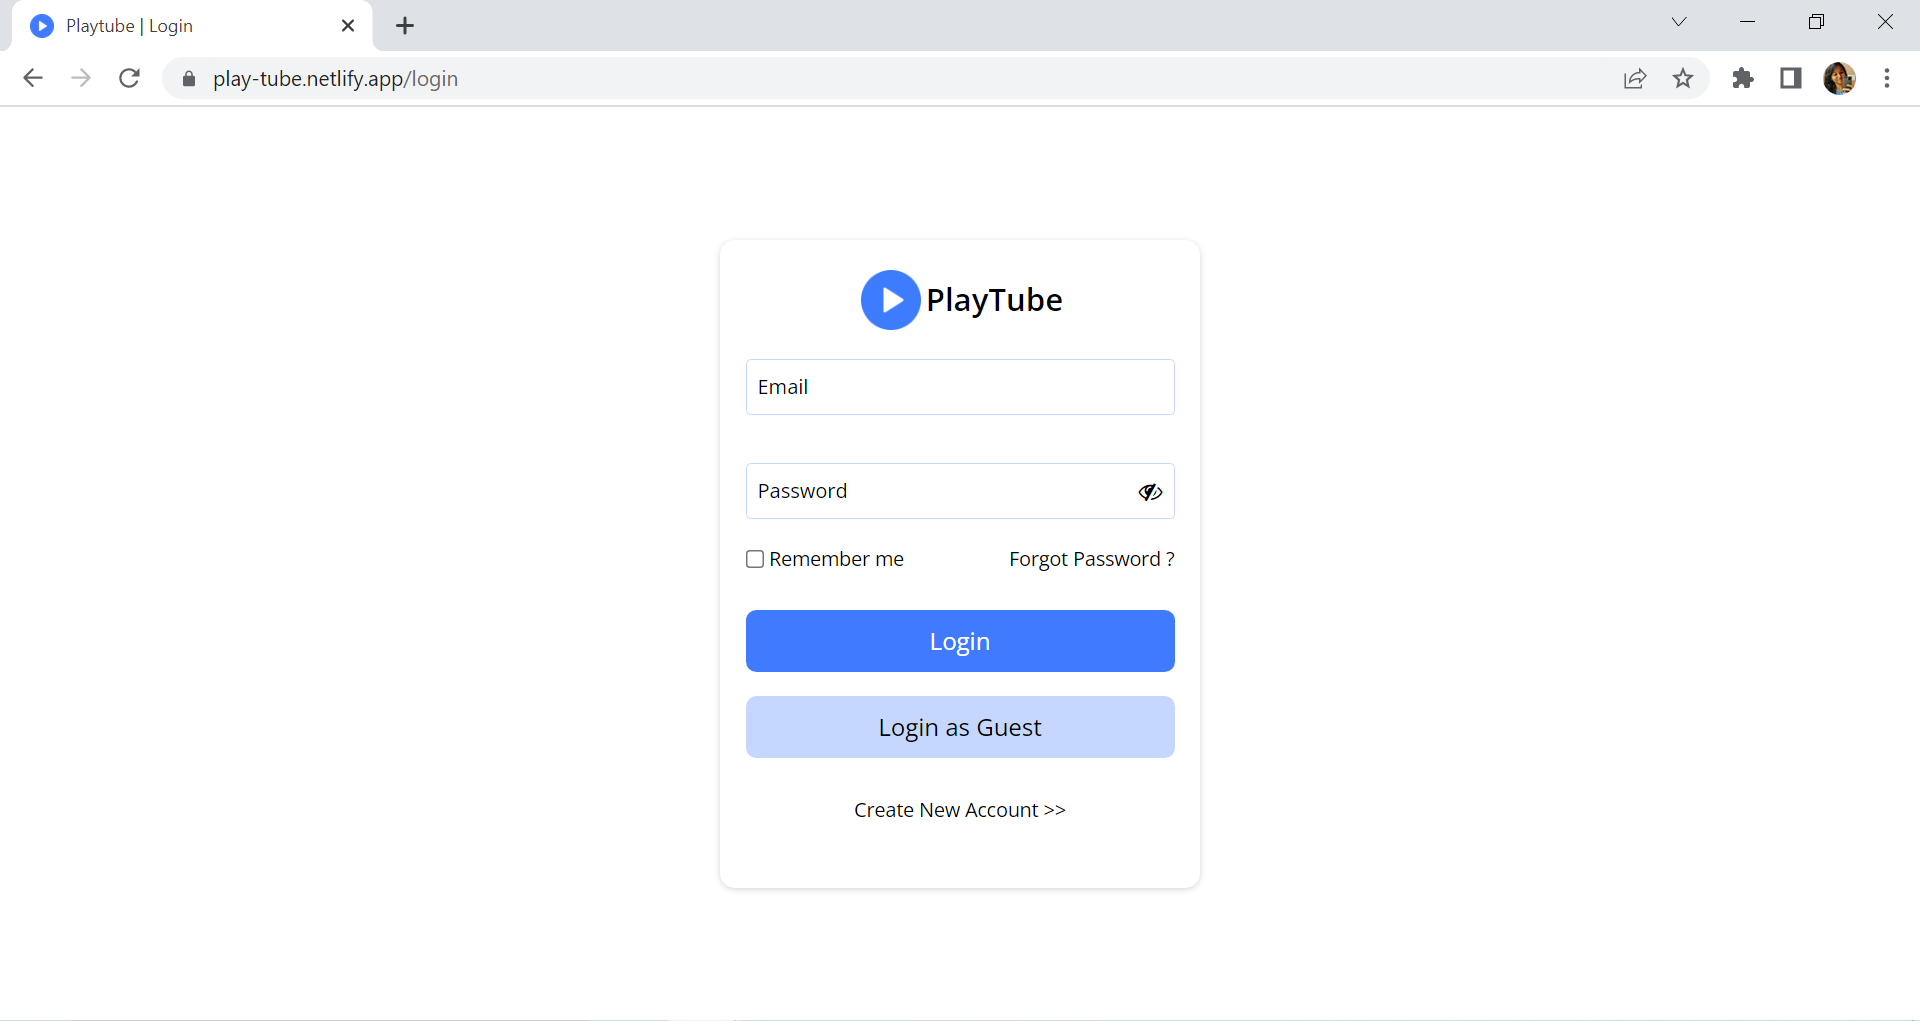 Playtube | Login
play-tube.netlify.app/login
PlayTube
Email
Password
Remember me Forgot Password ?
Login
Login as Guest
Create New Account >>